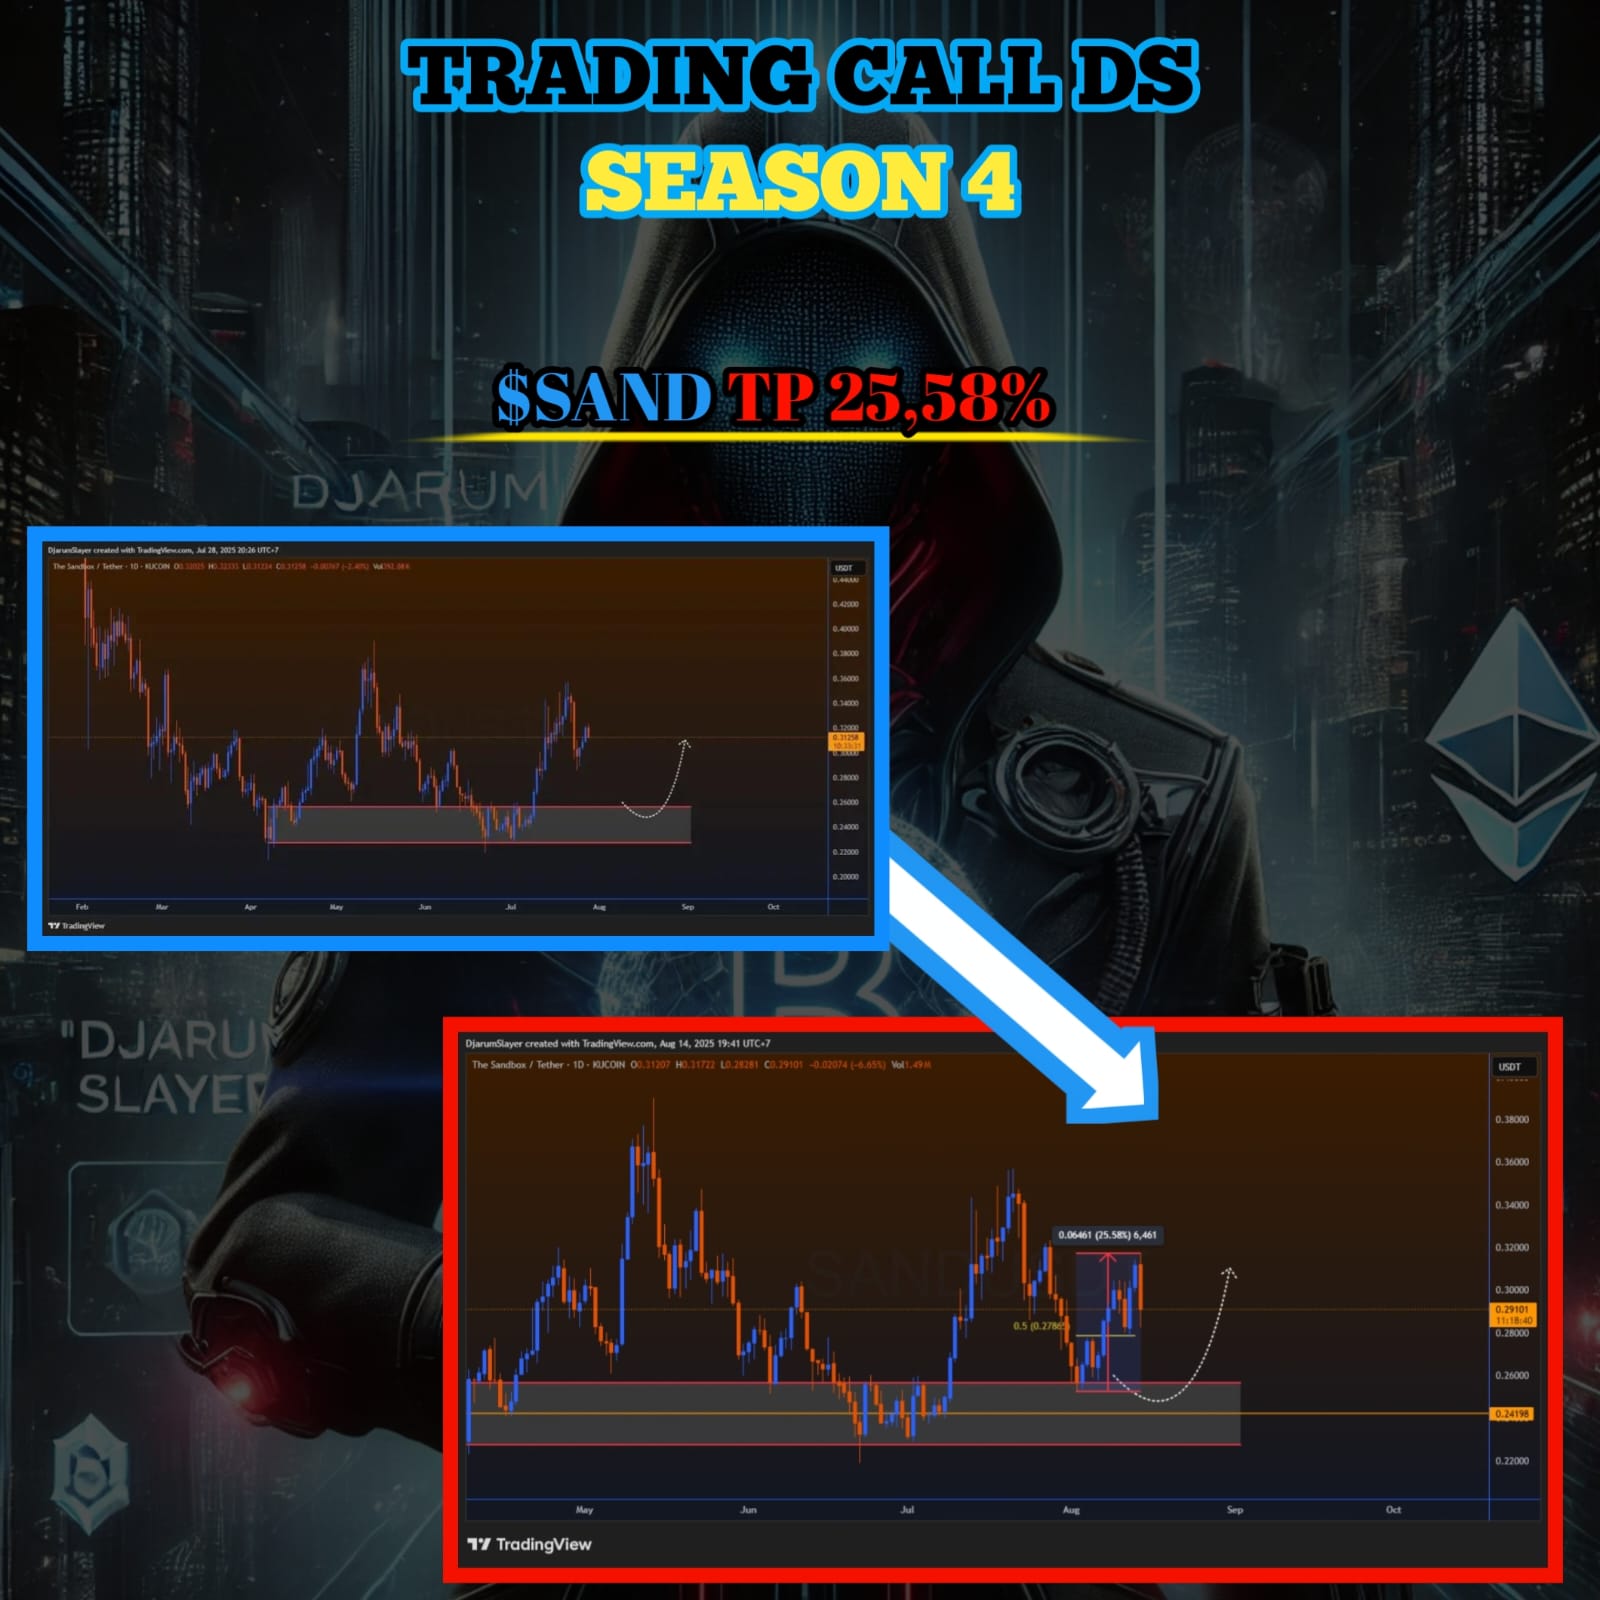 TRADING CALL DS
SEASON 4
$SAND TP 25,58%
DJARUM
DjarumSlayer created with TradingView.com, Jul 28, 2025 20:26 UTC+7
The Sandbox / Tether · 1D · KUCOIN O0.32025 H0.32333 L0.31234 C0.31258 -0.00767 (-2.40%) Vol392.08K
USDT
0.44000
0.42000
0.40000
0.38000
0.36000
0.34000
0.32000
0.31258
10:33:31
0.30000
0.28000
0.26000
0.24000
0.22000
0.20000
Feb Mar Apr May Jun Jul Aug Sep Oct
TradingView
"DJARU
SLAYER
DjarumSlayer created with TradingView.com, Aug 14, 2025 19:41 UTC+7
The Sandbox / Tether · 1D · KUCOIN O0.31207 H0.31722 L0.28281 C0.29101 -0.02074 (-6.65%) Vol1.49M
USDT
0.38000
0.36000
0.34000
0.06461 (25.58%) 6,461
0.32000
0.30000
0.29101
11:18:40
0.5 (0.2786
0.28000
0.26000
0.24198
0.22000
May Jun Jul Aug Sep Oct
TradingView